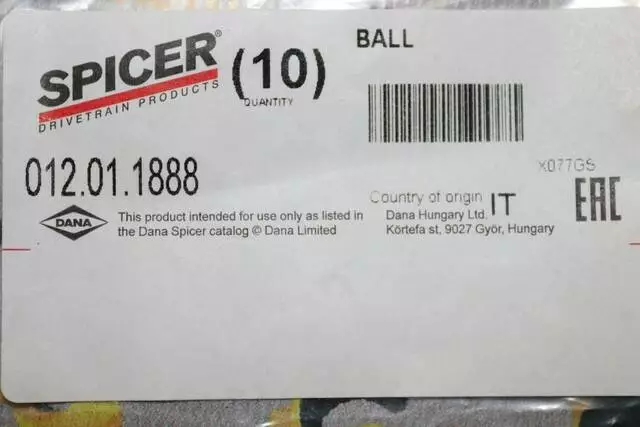 SPICER®
DRIVETRAIN PRODUCTS
(10)
QUANTITY
BALL
012.01.1888
X077GS
DANA
This product intended for use only as listed in
the Dana Spicer catalog © Dana Limited
Country of origin IT
Dana Hungary Ltd.
Körtefa st, 9027 Győr, Hungary
EAC